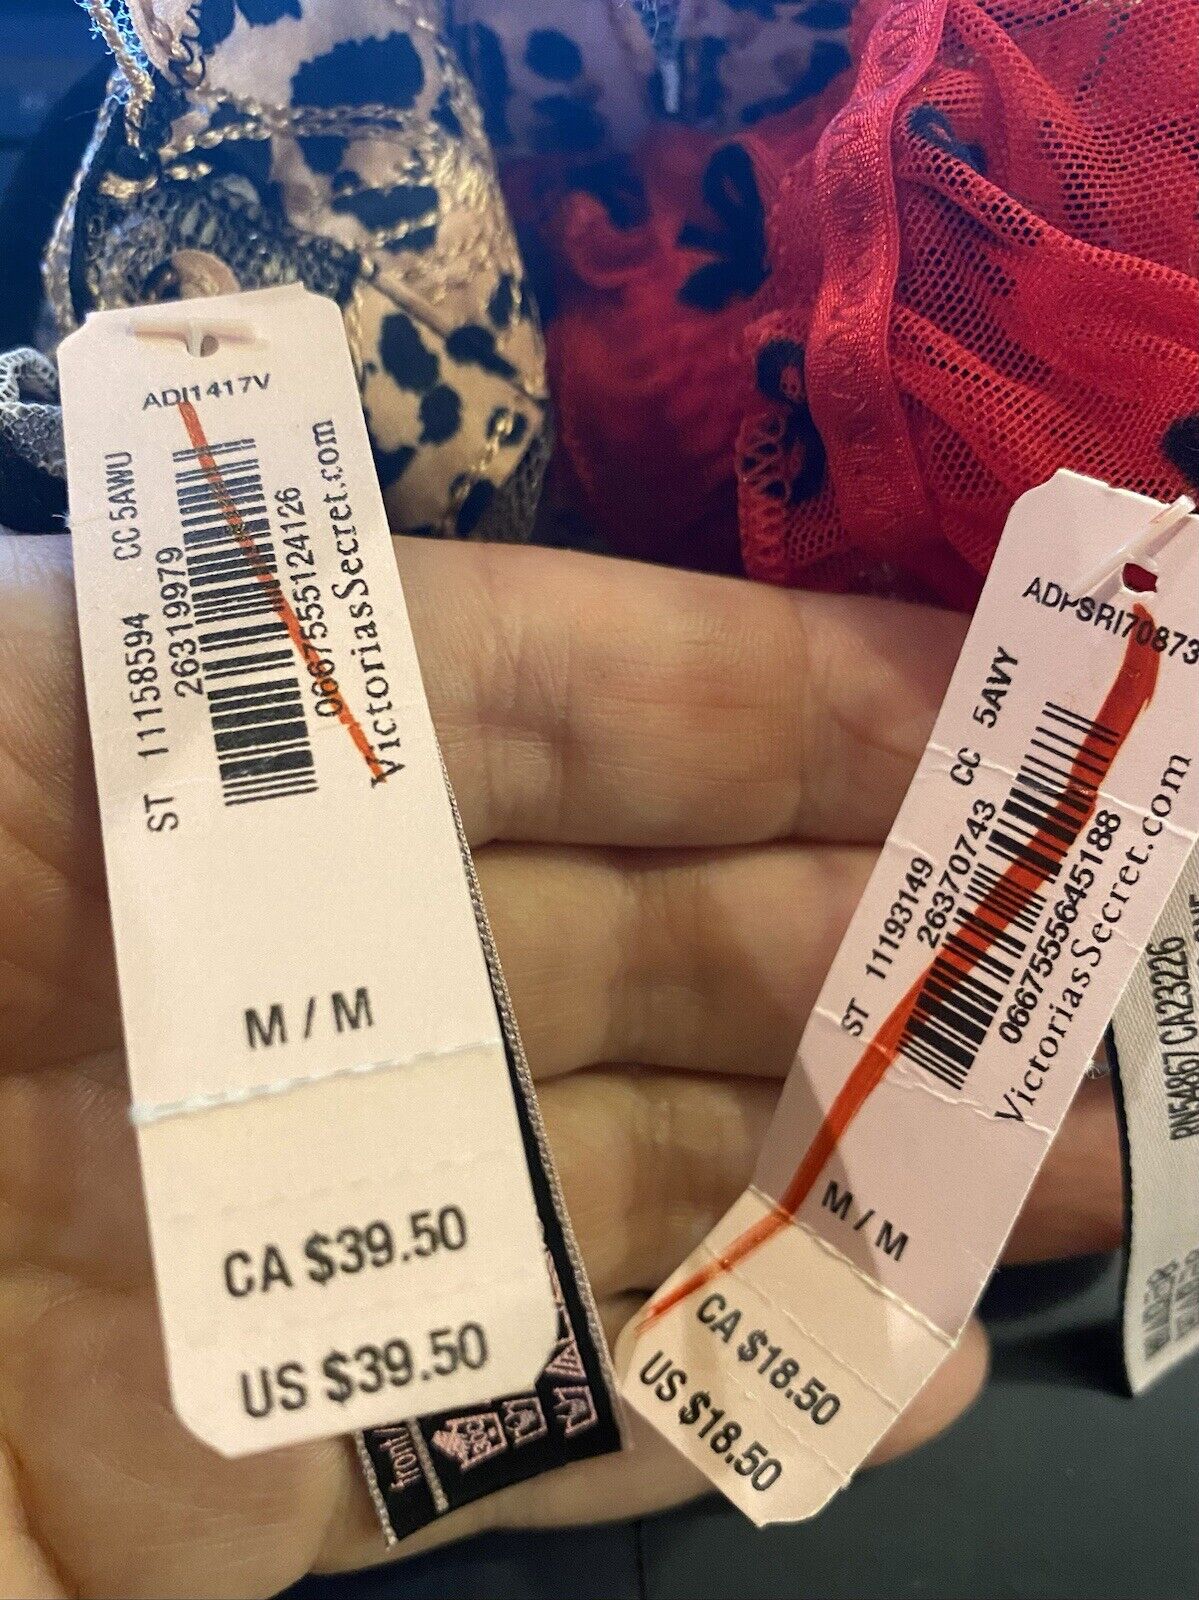 ADI1417V
ST 11158594 CC 5AWU
26319979
0667555124126
VictoriasSecret.com
M / M
CA $39.50
US $39.50
front/
ST 11193149 CC 5AVY
26370743
0667555645188
VictoriasSecret.com
M / M
CA $18.50
US $18.50
RN54867 CA23226